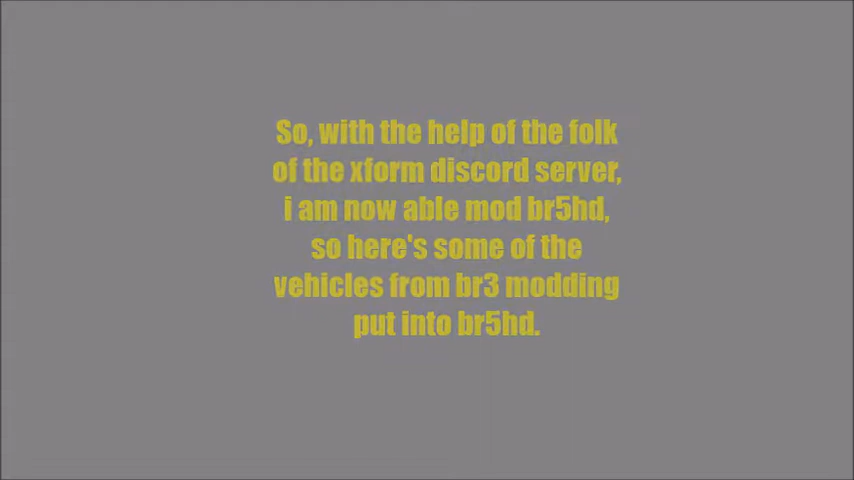 So, with the help of the folk
of the xform discord server,
i am now able mod br5hd,
so here's some of the
vehicles from br3 modding
put into br5hd.